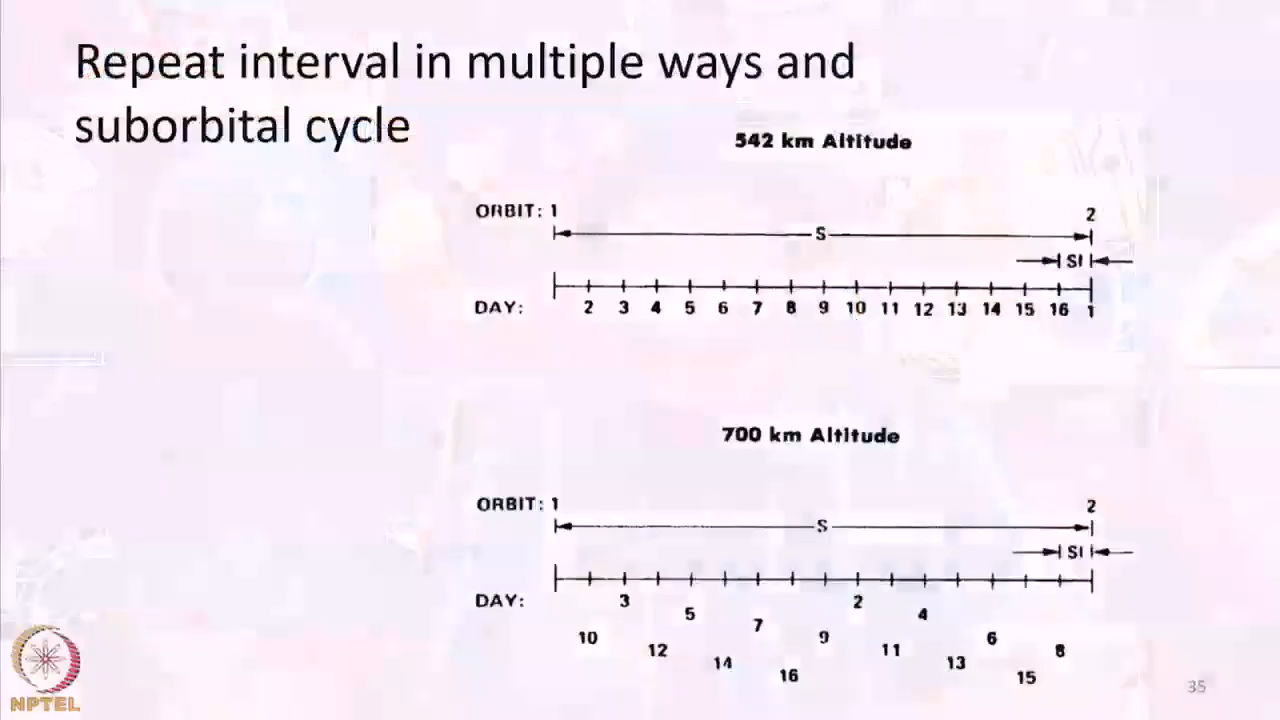 Repeat interval in multiple ways and
suborbital cycle
542 km Altitude
ORBIT: 1 2
S
SI
DAY: 2 3 4 5 6 7 8 9 10 11 12 13 14 15 16 1
700 km Altitude
ORBIT: 1 2
S
SI
DAY: 3 2
5 4
7
10 9 6
12 11 8
14 13
16 15
NPTEL
35